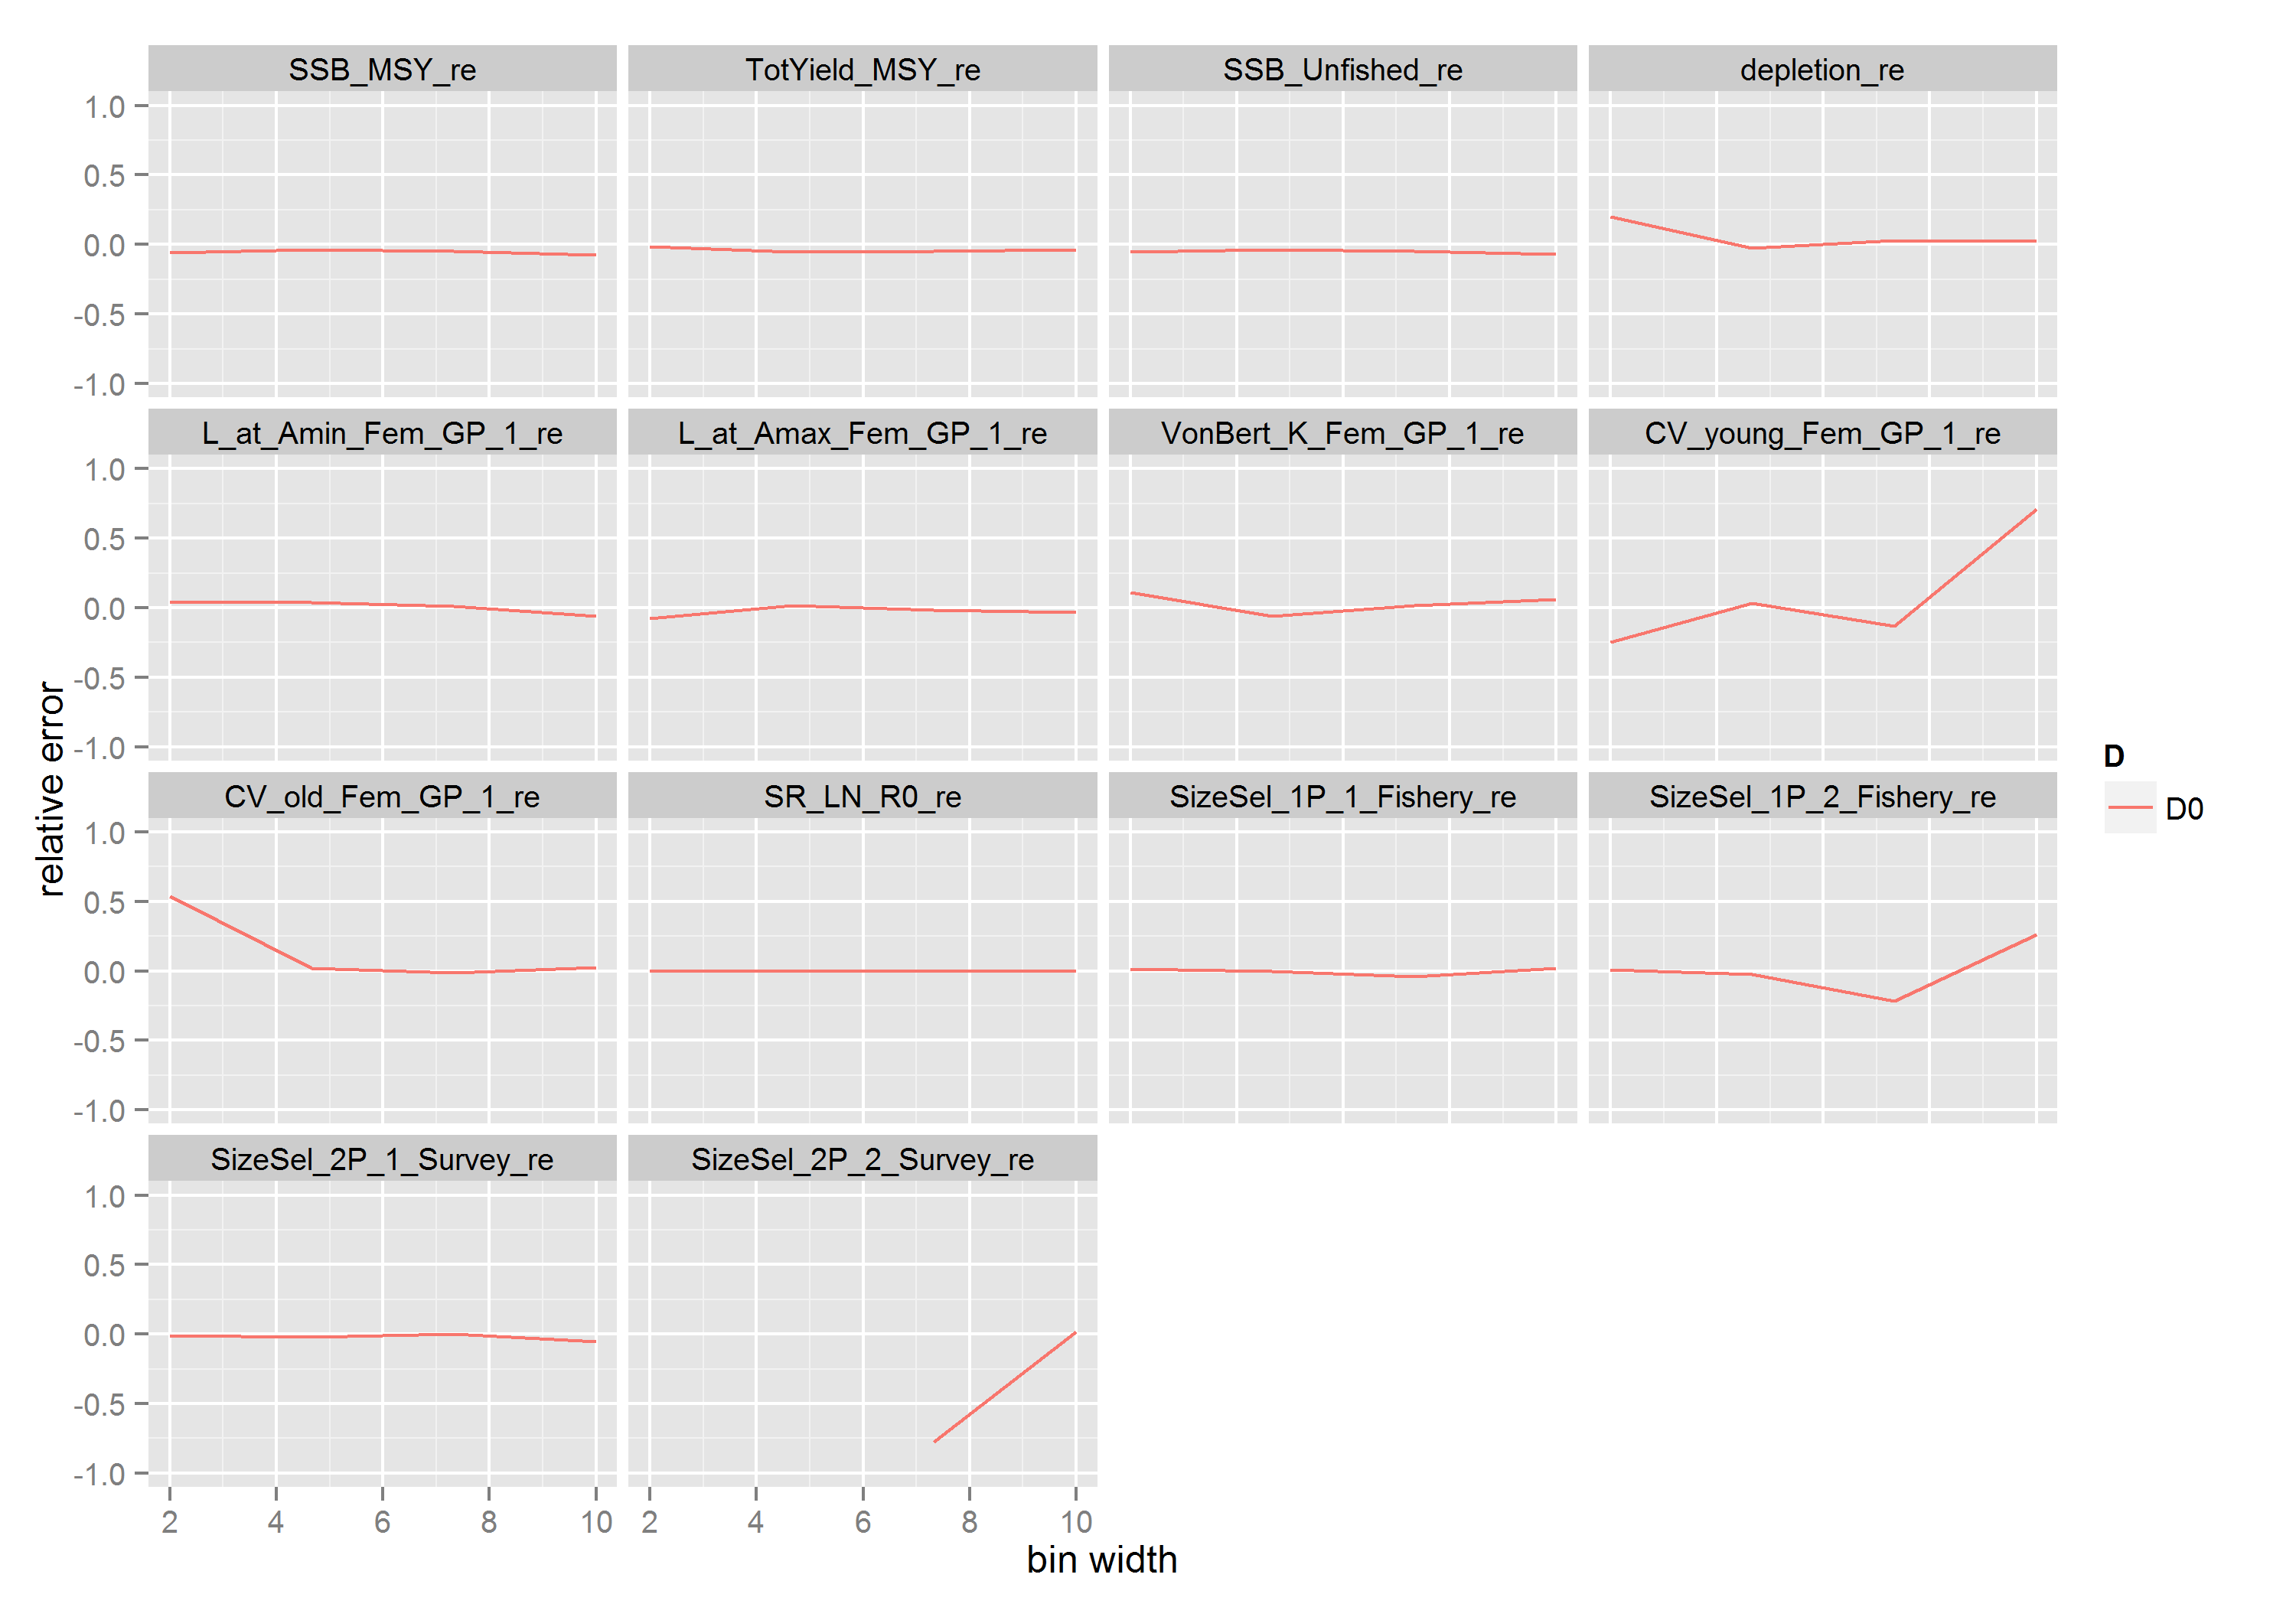 SSB_MSY_re
TotYield_MSY_re
SSB_Unfished_re
depletion_re
1.0
0.5
0.0
-0.5
-1.0
L_at_Amin_Fem_GP_1_re
L_at_Amax_Fem_GP_1_re
VonBert_K_Fem_GP_1_re
CV_young_Fem_GP_1_re
1.0
0.5
0.0
-0.5
-1.0
CV_old_Fem_GP_1_re
SR_LN_R0_re
SizeSel_1P_1_Fishery_re
SizeSel_1P_2_Fishery_re
1.0
0.5
0.0
-0.5
-1.0
SizeSel_2P_1_Survey_re
SizeSel_2P_2_Survey_re
1.0
0.5
0.0
-0.5
-1.0
2 4 6 8 10
2 4 6 8 10
bin width
relative error
D
D0